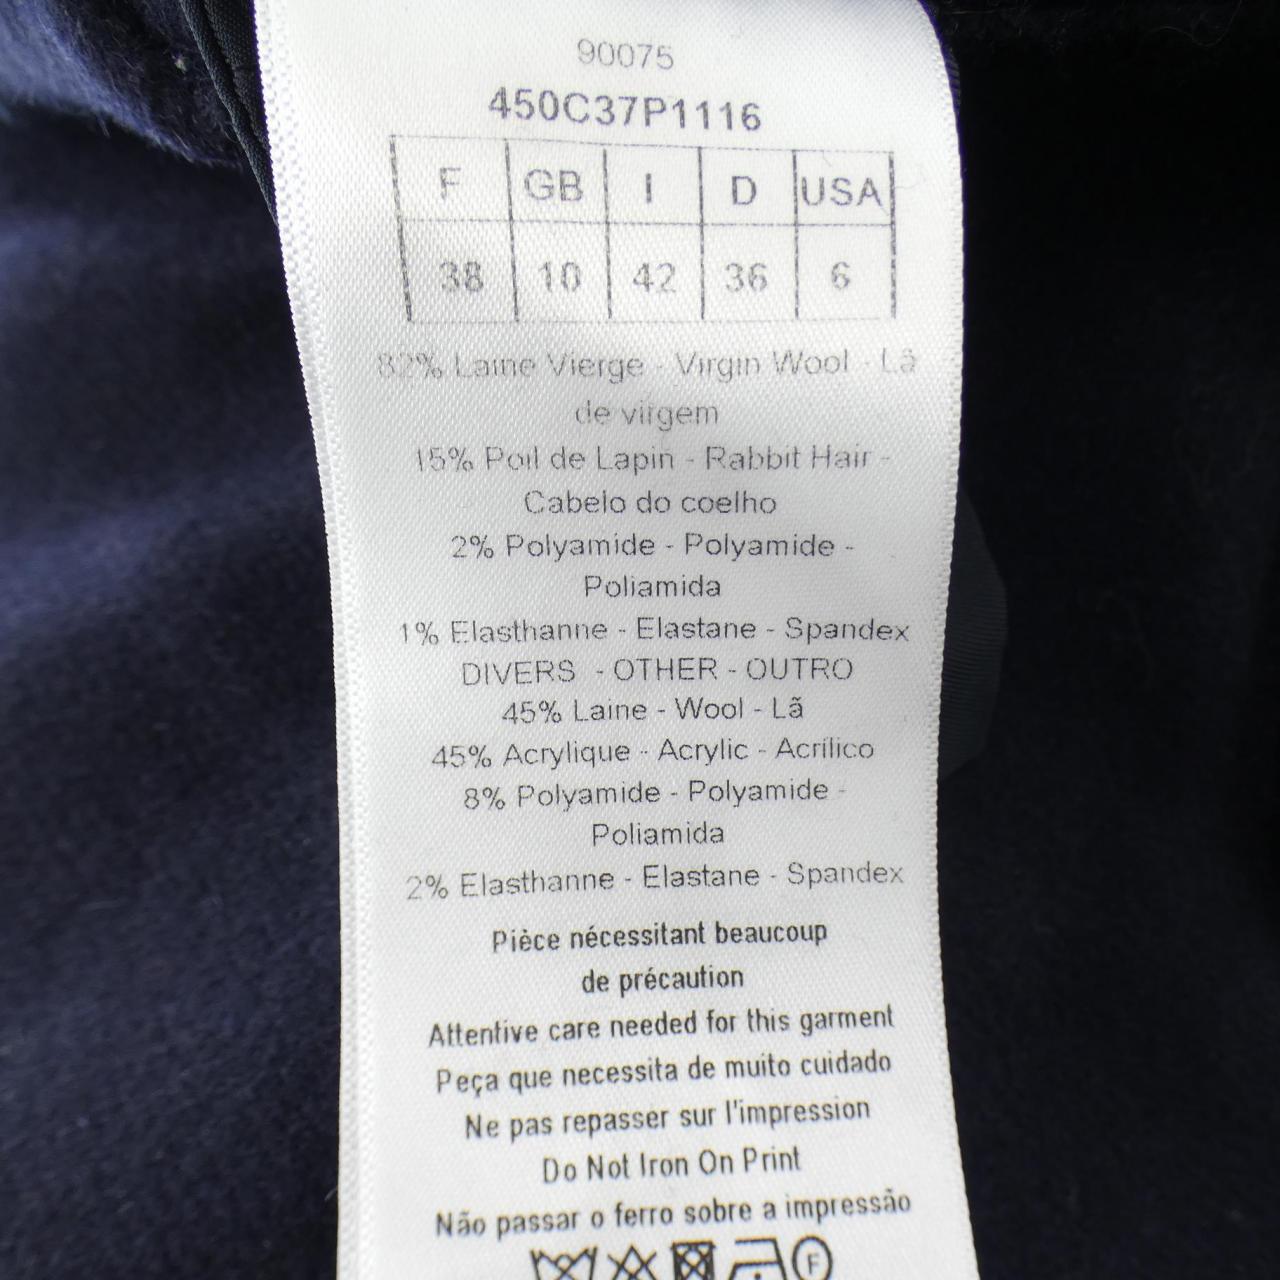 90075
450C37P1116
F GB I D USA
38 10 42 36 6
82% Laine Vierge - Virgin Wool - Lã
de virgem
15% Poil de Lapin - Rabbit Hair -
Cabelo do coelho
2% Polyamide - Polyamide -
Poliamida
1% Elasthanne - Elastane - Spandex
DIVERS - OTHER - OUTRO
45% Laine - Wool - Lã
45% Acrylique - Acrylic - Acrílico
8% Polyamide - Polyamide -
Poliamida
2% Elasthanne - Elastane - Spandex
Pièce nécessitant beaucoup
de précaution
Attentive care needed for this garment
Peça que necessita de muito cuidado
Ne pas repasser sur l'impression
Do Not Iron On Print
Não passar o ferro sobre a impressão
F